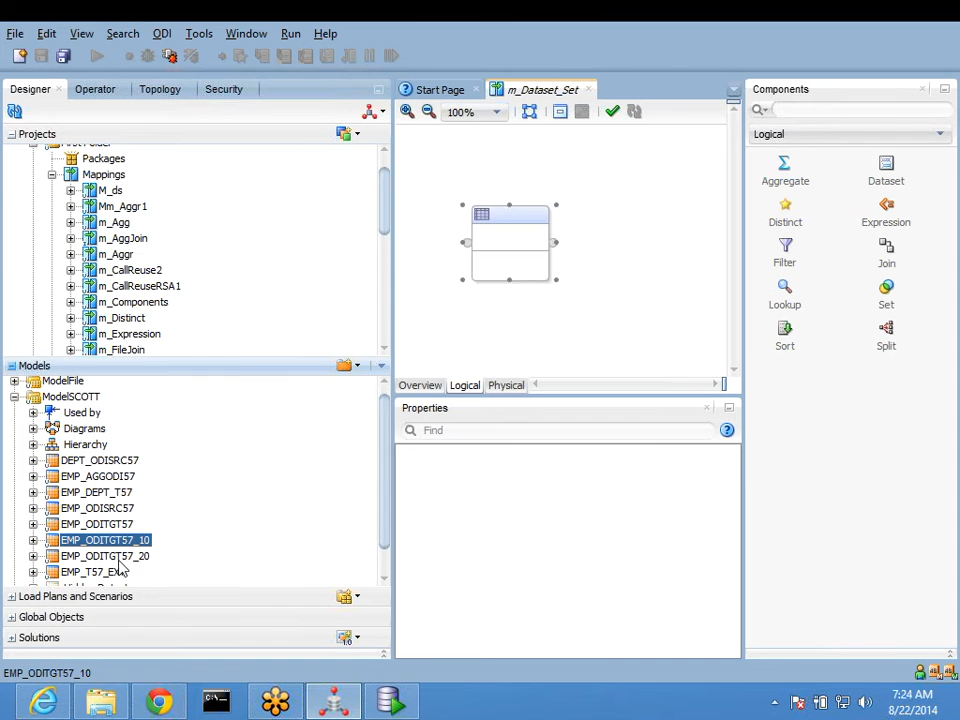 File Edit View Search ODI Tools Window Run Help
Designer Operator Topology Security
Start Page m_Dataset_Set
Components
100%
Projects
Logical
Packages
Mappings
M_ds
Mm_Aggr1
m_Agg
m_AggJoin
m_Aggr
m_CallReuse2
m_CallReuseRSA1
m_Components
m_Distinct
m_Expression
m_FileJoin
Aggregate Dataset
Distinct Expression
Filter Join
Lookup Set
Sort Split
Models
ModelFile
ModelSCOTT
Used by
Diagrams
Hierarchy
DEPT_ODISRC57
EMP_AGGODI57
EMP_DEPT_T57
EMP_ODISRC57
EMP_ODITGT57
EMP_ODITGT57_10
EMP_ODITGT57_20
Overview Logical Physical
Properties
Find
Load Plans and Scenarios
Global Objects
Solutions
EMP_ODITGT57_10
7:24 AM
8/22/2014